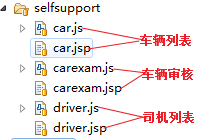 selfsupport
car.js
车辆列表
car.jsp
carexam.js
车辆审核
carexam.jsp
driver.js
司机列表
driver.jsp